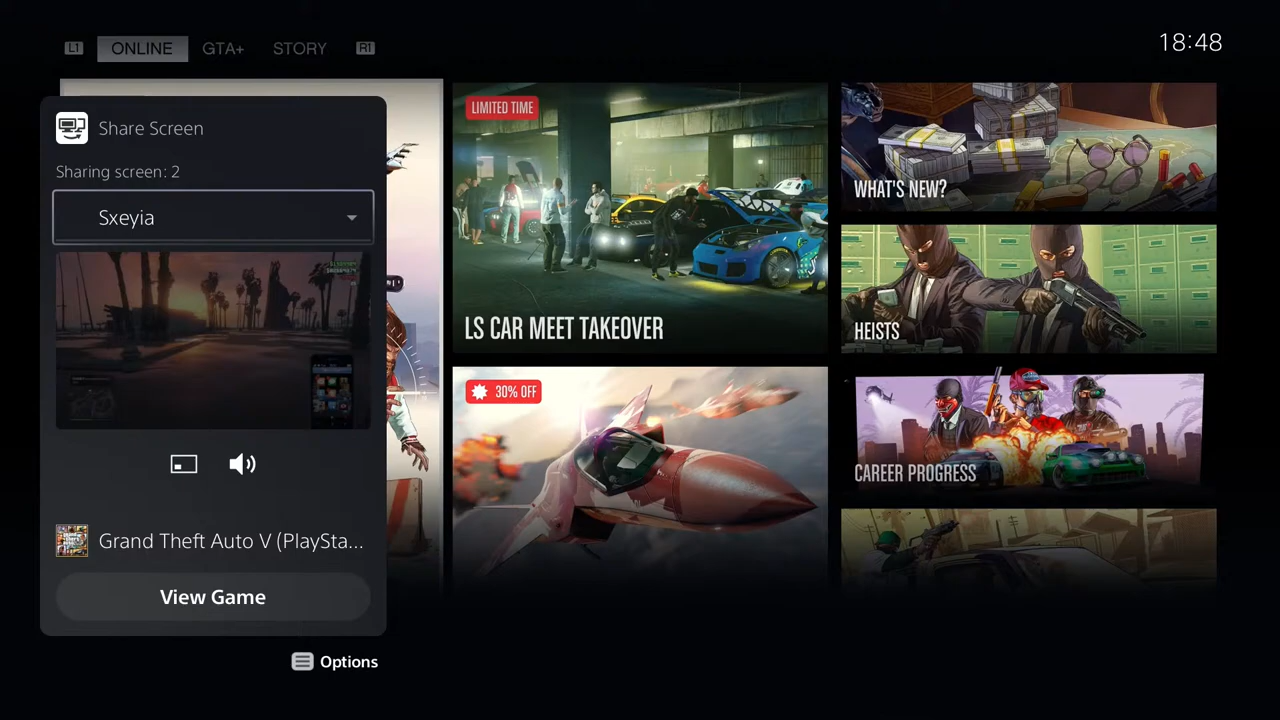 L1 ONLINE GTA+ STORY R1
18:48
Share Screen
Sharing screen: 2
Sxeyia
Grand Theft Auto V (PlaySta...
View Game
Options
LIMITED TIME
LS CAR MEET TAKEOVER
30% OFF
WHAT'S NEW?
HEISTS
CAREER PROGRESS